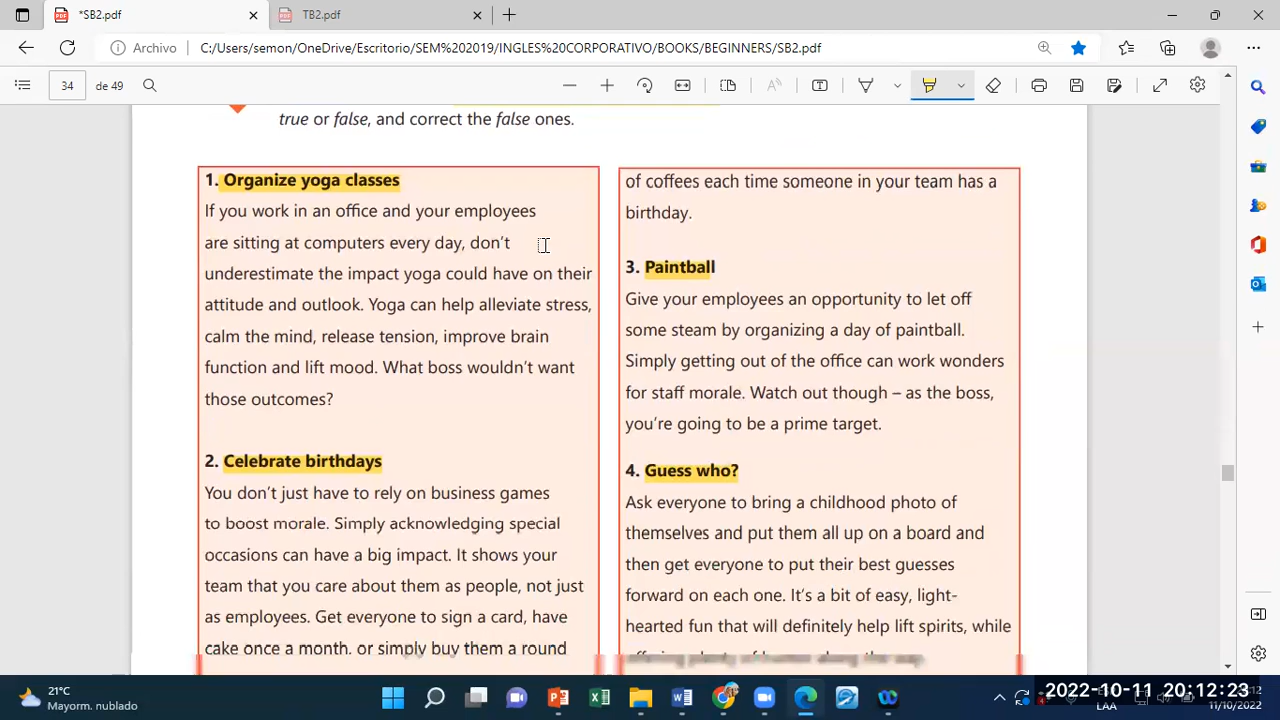 *SB2.pdf
TB2.pdf
Archivo
C:/Users/semon/OneDrive/Escritorio/SEM%202019/INGLES%20CORPORATIVO/BOOKS/BEGINNERS/SB2.pdf
34
de 49
true or false, and correct the false ones.
1. Organize yoga classes
If you work in an office and your employees
are sitting at computers every day, don't
underestimate the impact yoga could have on their
attitude and outlook. Yoga can help alleviate stress,
calm the mind, release tension, improve brain
function and lift mood. What boss wouldn't want
those outcomes?
2. Celebrate birthdays
You don't just have to rely on business games
to boost morale. Simply acknowledging special
occasions can have a big impact. It shows your
team that you care about them as people, not just
as employees. Get everyone to sign a card, have
cake once a month, or simply buy them a round
of coffees each time someone in your team has a
birthday.
3. Paintball
Give your employees an opportunity to let off
some steam by organizing a day of paintball.
Simply getting out of the office can work wonders
for staff morale. Watch out though – as the boss,
you're going to be a prime target.
4. Guess who?
Ask everyone to bring a childhood photo of
themselves and put them all up on a board and
then get everyone to put their best guesses
forward on each one. It's a bit of easy, light-
hearted fun that will definitely help lift spirits, while
offering plenty of humor along the way.
21°C
Mayorm. nublado
2022-10-11 20:12:23
LAA
11/10/2022